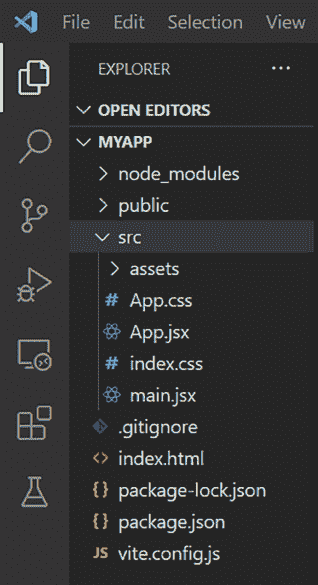 File Edit Selection View
EXPLORER ...
OPEN EDITORS
MYAPP
node_modules
public
src
assets
# App.css
App.jsx
# index.css
main.jsx
.gitignore
<> index.html
{} package-lock.json
{} package.json
JS vite.config.js